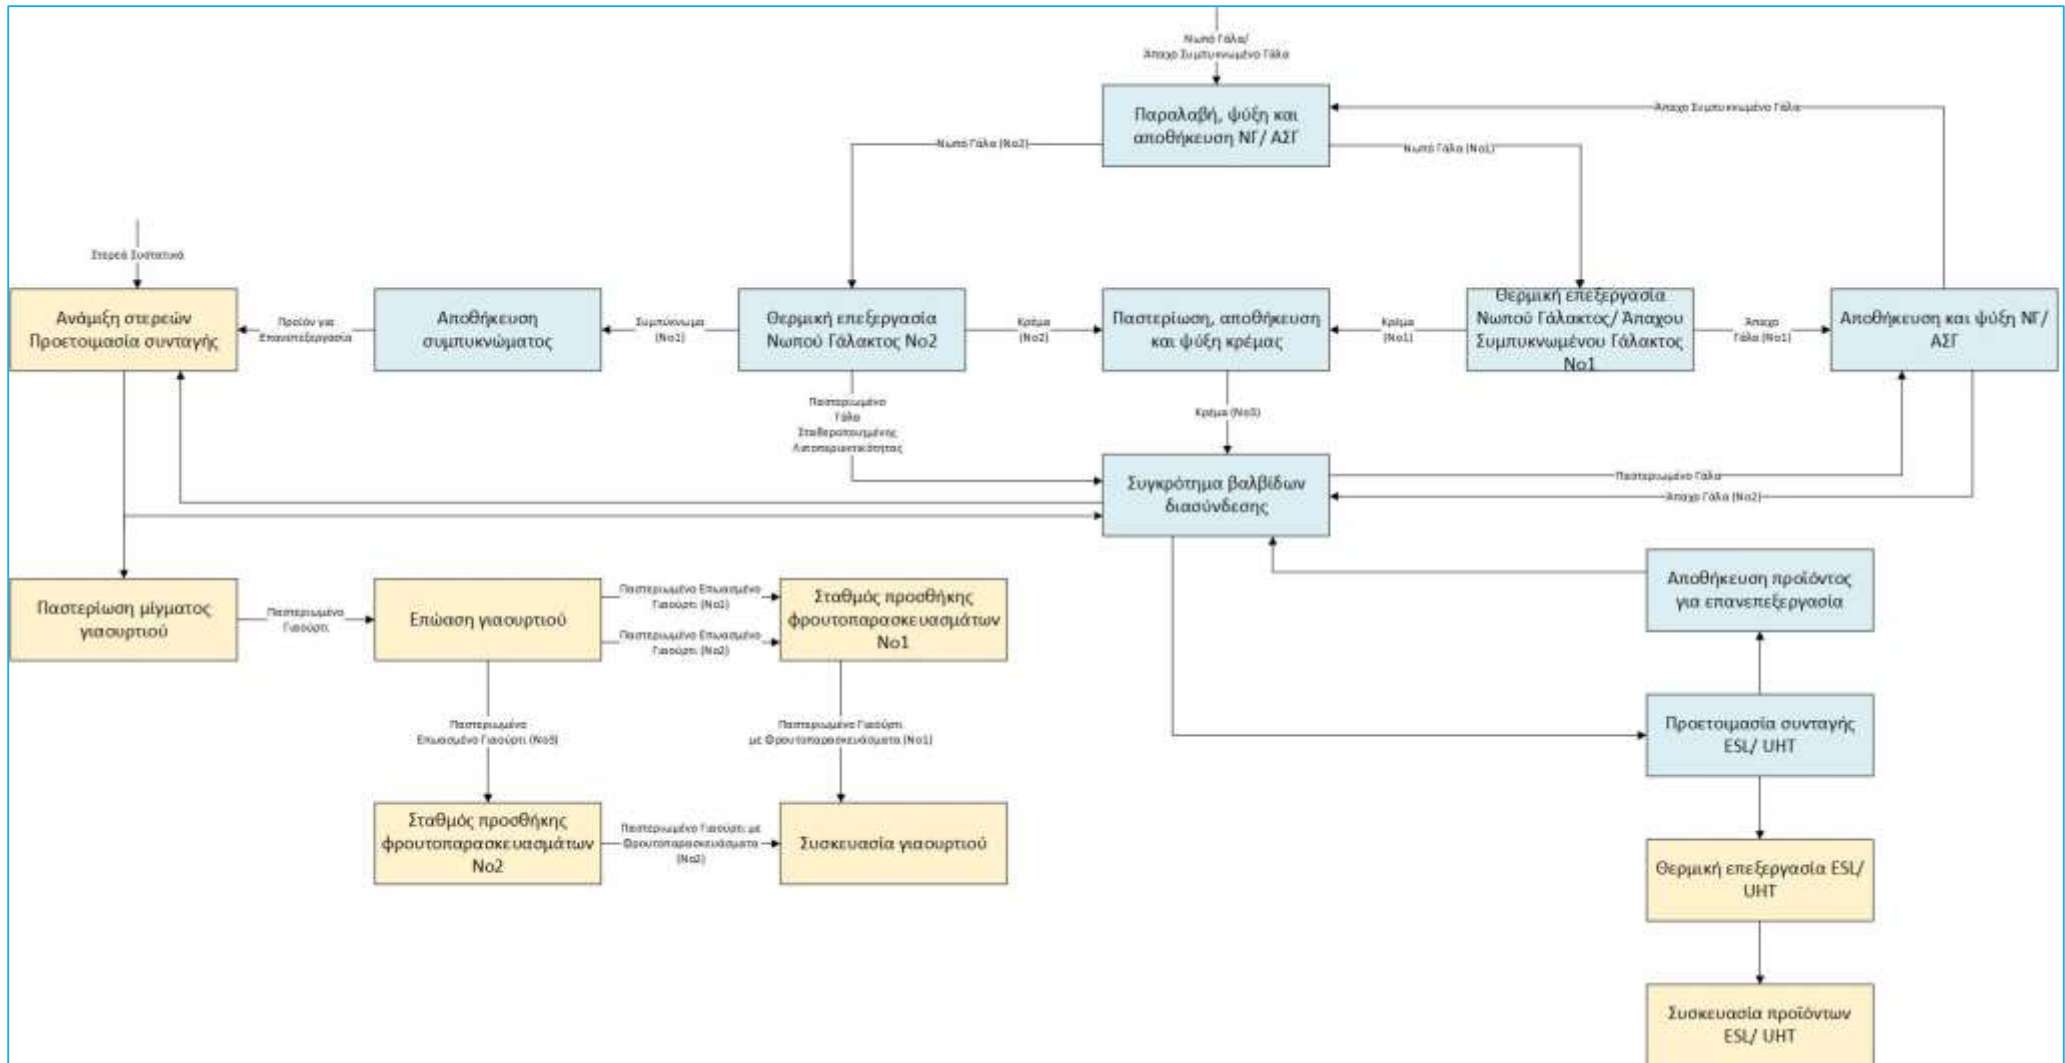 Νωπό Γάλα/
Άπαχο Συμπυκνωμένο Γάλα
Παραλαβή, ψύξη και
αποθήκευση ΝΓ/ ΑΣΓ
Άπαχο Συμπυκνωμένο Γάλα
Νωπό Γάλα (No2)
Νωπό Γάλα (No1)
Στερεά Συστατικά
Ανάμιξη στερεών
Προετοιμασία συνταγής
Προϊόν για
Επανεπεξεργασία
Αποθήκευση
συμπυκνώματος
Συμπύκνωμα
(No1)
Θερμική επεξεργασία
Νωπού Γάλακτος No2
Κρέμα
(No2)
Παστερίωση, αποθήκευση
και ψύξη κρέμας
Κρέμα
(No1)
Θερμική επεξεργασία
Νωπού Γάλακτος/ Άπαχου
Συμπυκνωμένου Γάλακτος
No1
Άπαχο
Γάλα (No1)
Αποθήκευση και ψύξη ΝΓ/
ΑΣΓ
Παστεριωμένο
Γάλα
Σταθεροποιημένης
Λιποπεριεκτικότητας
Κρέμα (No3)
Συγκρότημα βαλβίδων
διασύνδεσης
Παστεριωμένο Γάλα
Άπαχο Γάλα (No2)
Παστερίωση μίγματος
γιαουρτιού
Παστεριωμένο
Γιαούρτι
Επώαση γιαουρτιού
Παστεριωμένο Επωασμένο
Γιαούρτι (No1)
Παστεριωμένο Επωασμένο
Γιαούρτι (No2)
Σταθμός προσθήκης
φρουτοπαρασκευασμάτων
No1
Αποθήκευση προϊόντος
για επανεπεξεργασία
Παστεριωμένο
Επωασμένο Γιαούρτι (No3)
Παστεριωμένο Γιαούρτι
με Φρουτοπαρασκευάσματα (No1)
Προετοιμασία συνταγής
ESL/ UHT
Σταθμός προσθήκης
φρουτοπαρασκευασμάτων
No2
Παστεριωμένο Γιαούρτι με
Φρουτοπαρασκευάσματα
(No2)
Συσκευασία γιαουρτιού
Θερμική επεξεργασία ESL/
UHT
Συσκευασία προϊόντων
ESL/ UHT